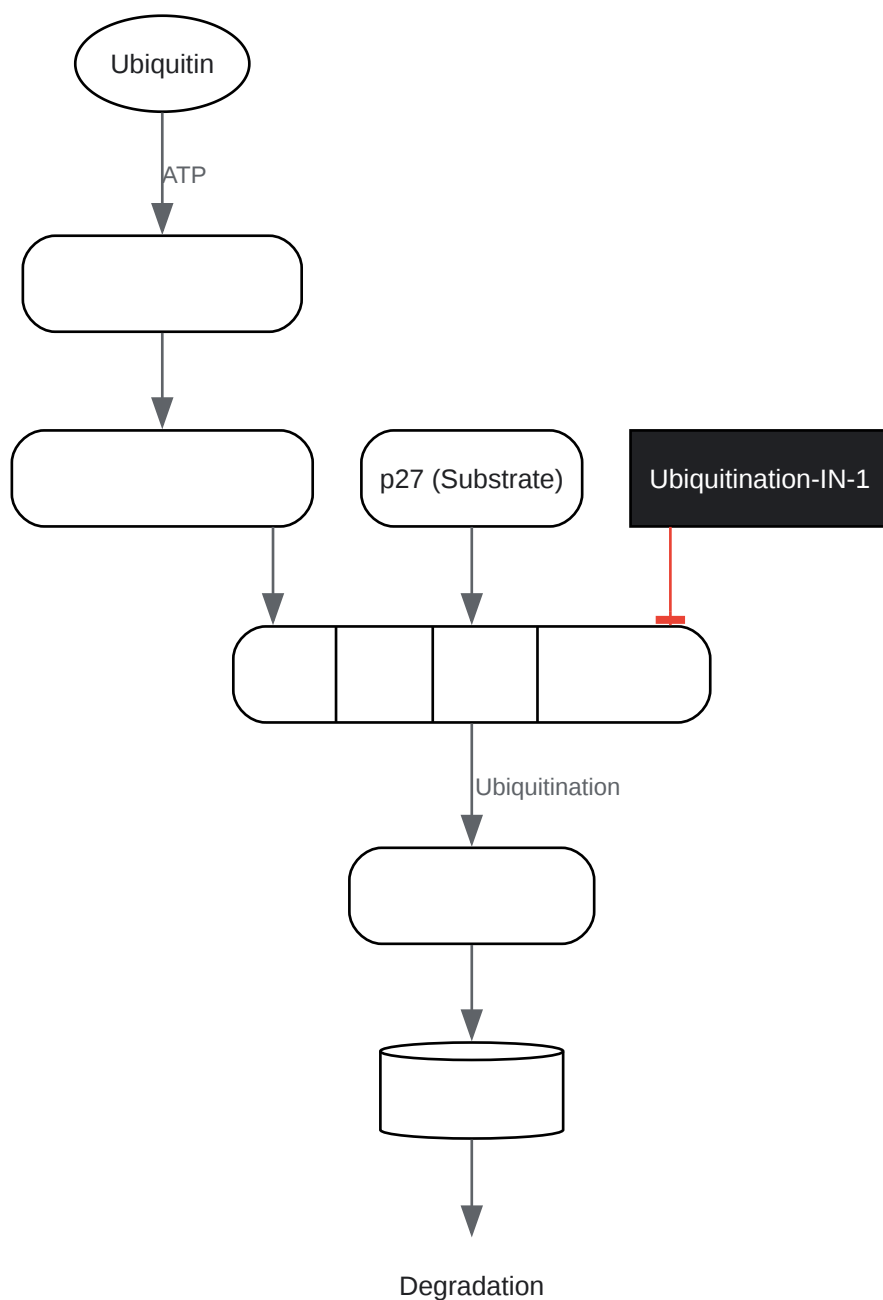 Ubiquitin
ATP
p27 (Substrate)
Ubiquitination-IN-1
Ubiquitination
Degradation